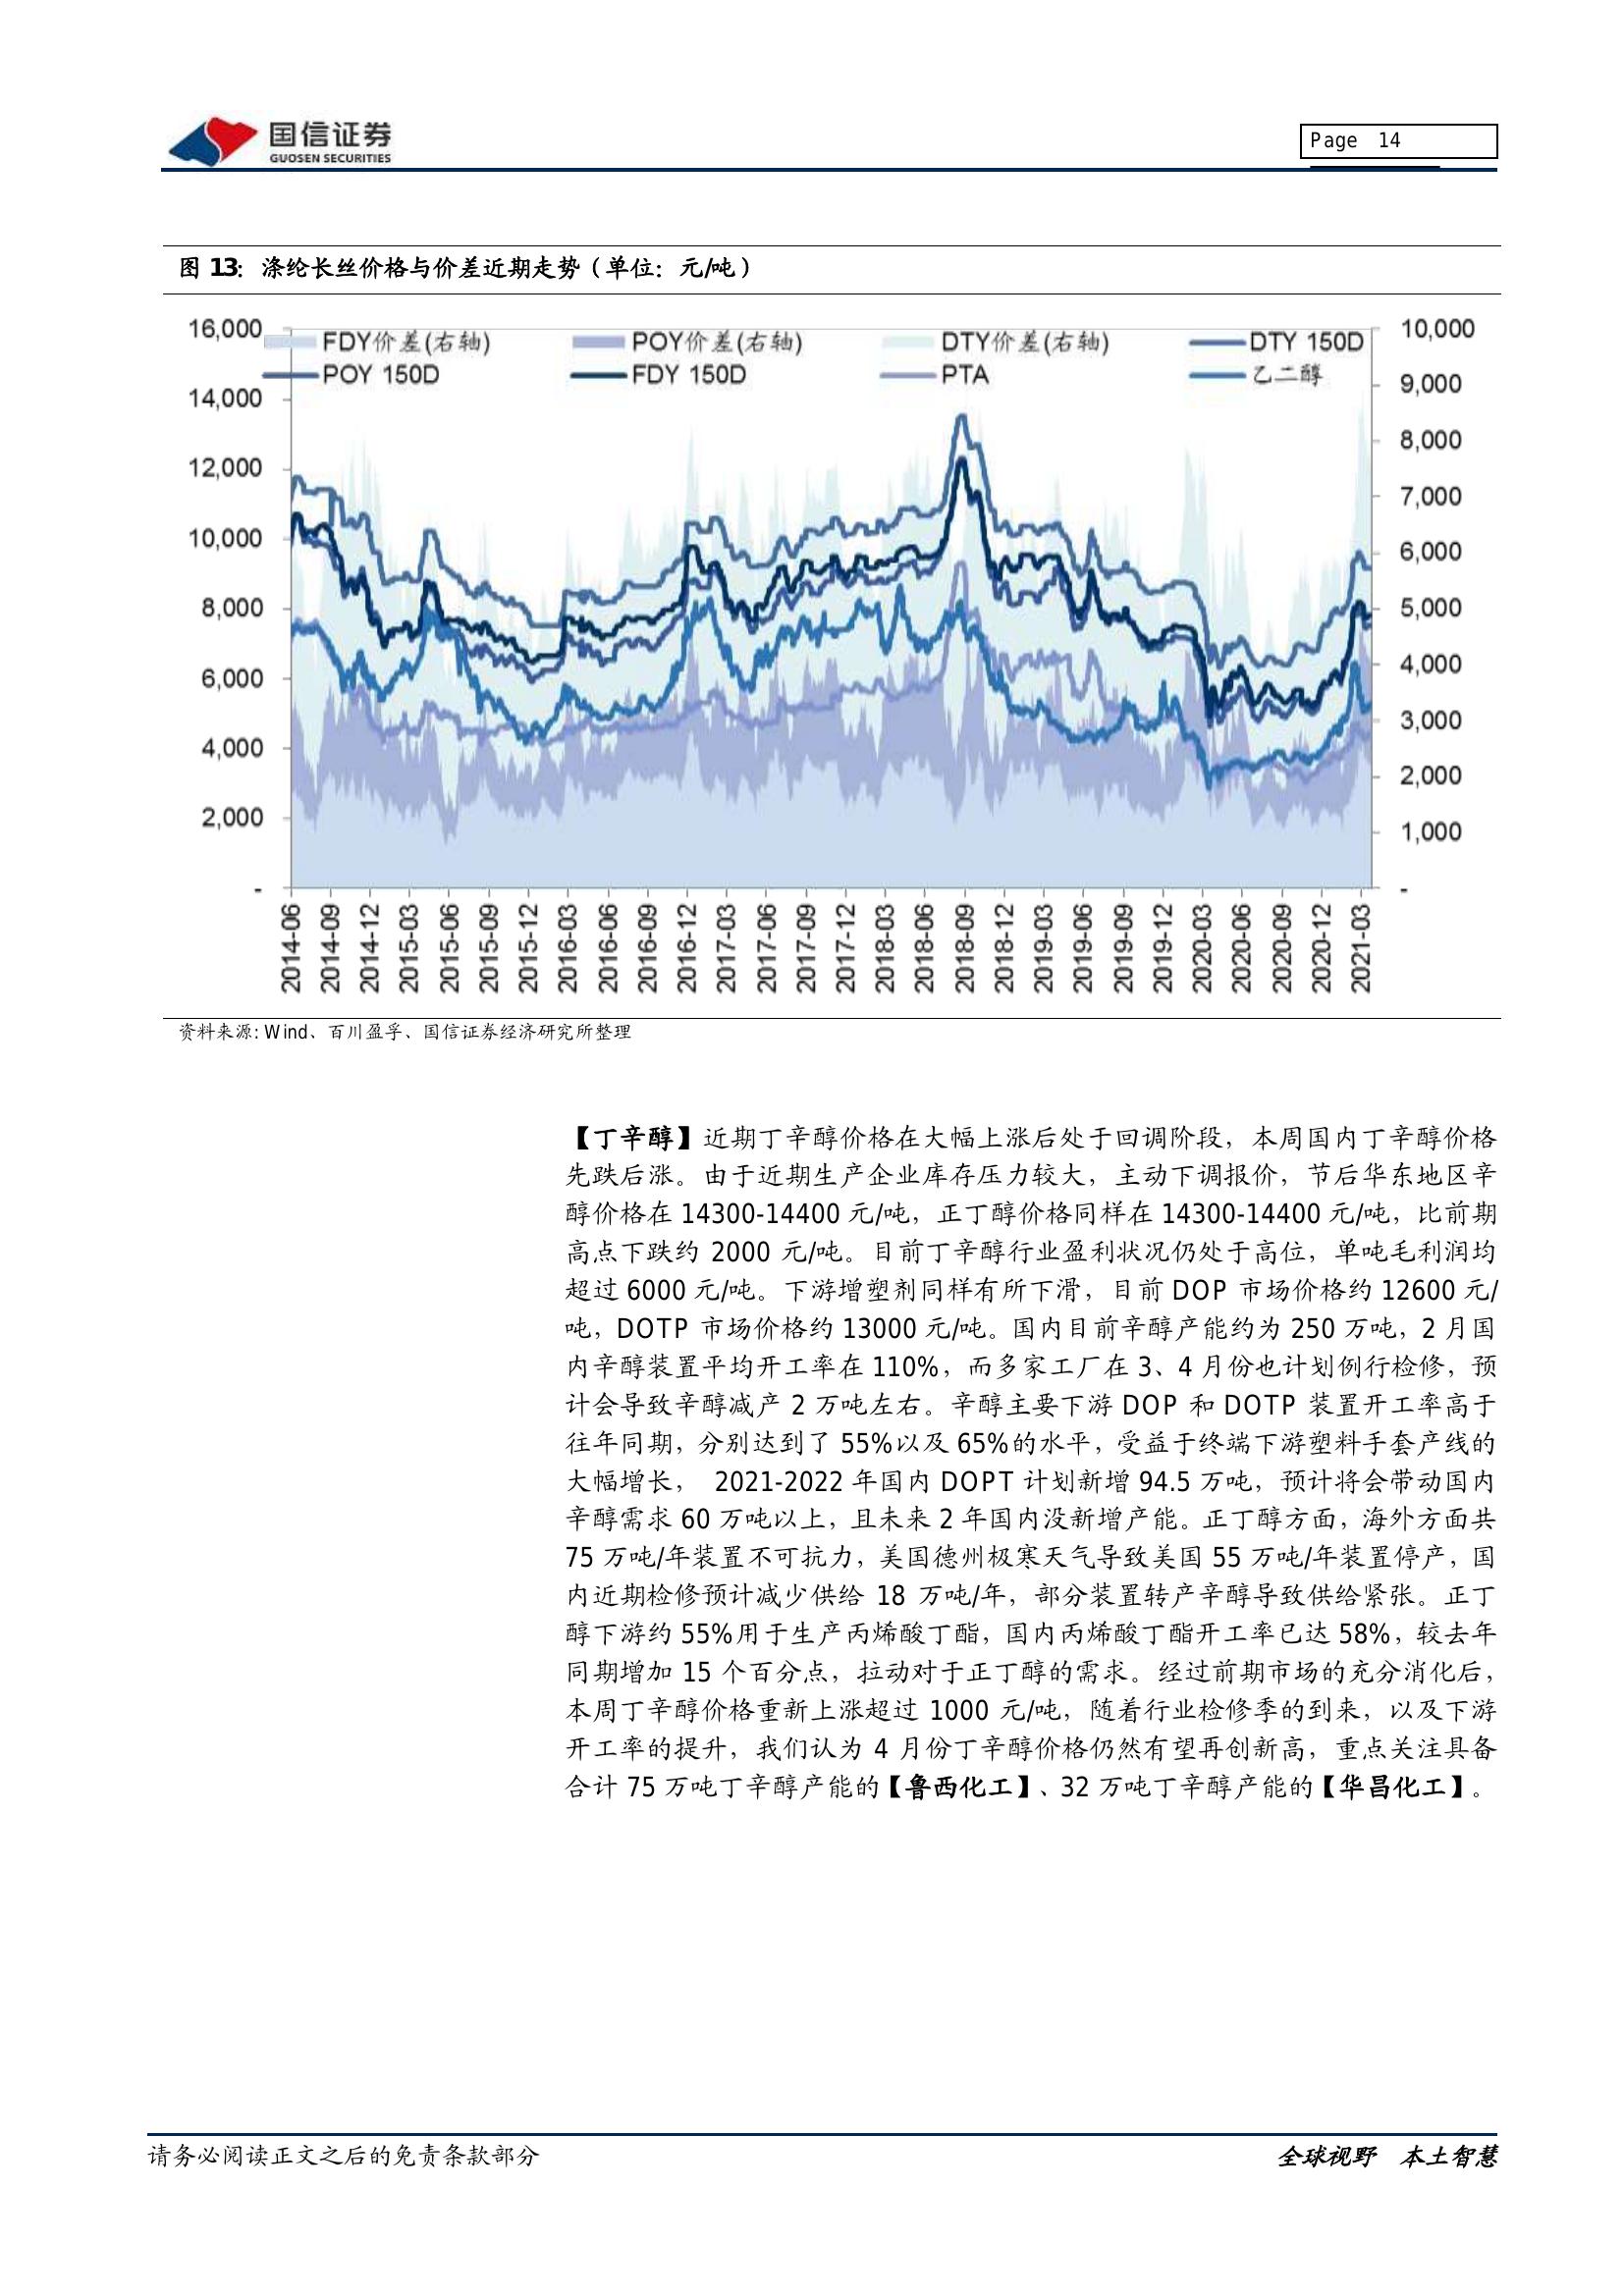 国信证券
GUOSEN SECURITIES
Page 14
图 13：涤纶长丝价格与价差近期走势（单位：元/吨）
16,000
14,000
12,000
10,000
8,000
6,000
4,000
2,000
-
FDY价差(右轴) POY价差(右轴) DTY价差(右轴) DTY 150D
POY 150D FDY 150D PTA 乙二醇
10,000
9,000
8,000
7,000
6,000
5,000
4,000
3,000
2,000
1,000
-
2014-06 2014-09 2014-12 2015-03 2015-06 2015-09 2015-12 2016-03 2016-06 2016-09 2016-12 2017-03 2017-06 2017-09 2017-12 2018-03 2018-06 2018-09 2018-12 2019-03 2019-06 2019-09 2019-12 2020-03 2020-06 2020-09 2020-12 2021-03
资料来源: Wind、百川盈孚、国信证券经济研究所整理
【丁辛醇】近期丁辛醇价格在大幅上涨后处于回调阶段，本周国内丁辛醇价格
先跌后涨。由于近期生产企业库存压力较大，主动下调报价，节后华东地区辛
醇价格在 14300-14400 元/吨，正丁醇价格同样在 14300-14400 元/吨，比前期
高点下跌约 2000 元/吨。目前丁辛醇行业盈利状况仍处于高位，单吨毛利润均
超过 6000 元/吨。下游增塑剂同样有所下滑，目前 DOP 市场价格约 12600 元/
吨，DOTP 市场价格约 13000 元/吨。国内目前辛醇产能约为 250 万吨，2 月国
内辛醇装置平均开工率在 110%，而多家工厂在 3、4 月份也计划例行检修，预
计会导致辛醇减产 2 万吨左右。辛醇主要下游 DOP 和 DOTP 装置开工率高于
往年同期，分别达到了 55%以及 65%的水平，受益于终端下游塑料手套产线的
大幅增长， 2021-2022 年国内 DOPT 计划新增 94.5 万吨，预计将会带动国内
辛醇需求 60 万吨以上，且未来 2 年国内没新增产能。正丁醇方面，海外方面共
75 万吨/年装置不可抗力，美国德州极寒天气导致美国 55 万吨/年装置停产，国
内近期检修预计减少供给 18 万吨/年，部分装置转产辛醇导致供给紧张。正丁
醇下游约 55%用于生产丙烯酸丁酯，国内丙烯酸丁酯开工率已达 58%，较去年
同期增加 15 个百分点，拉动对于正丁醇的需求。经过前期市场的充分消化后，
本周丁辛醇价格重新上涨超过 1000 元/吨，随着行业检修季的到来，以及下游
开工率的提升，我们认为 4 月份丁辛醇价格仍然有望再创新高，重点关注具备
合计 75 万吨丁辛醇产能的【鲁西化工】、32 万吨丁辛醇产能的【华昌化工】。
请务必阅读正文之后的免责条款部分
全球视野 本土智慧